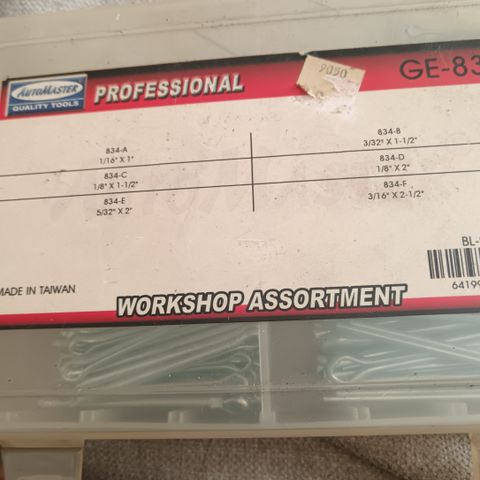 AUTOMASTER
QUALITY TOOLS
PROFESSIONAL
9050
GE-83
834-A
1/16" X 1"
834-B
3/32" X 1-1/2"
834-C
1/8" X 1-1/2"
834-D
1/8" X 2"
834-E
5/32" X 2"
834-F
3/16" X 2-1/2"
BL-
64199
MADE IN TAIWAN
WORKSHOP ASSORTMENT